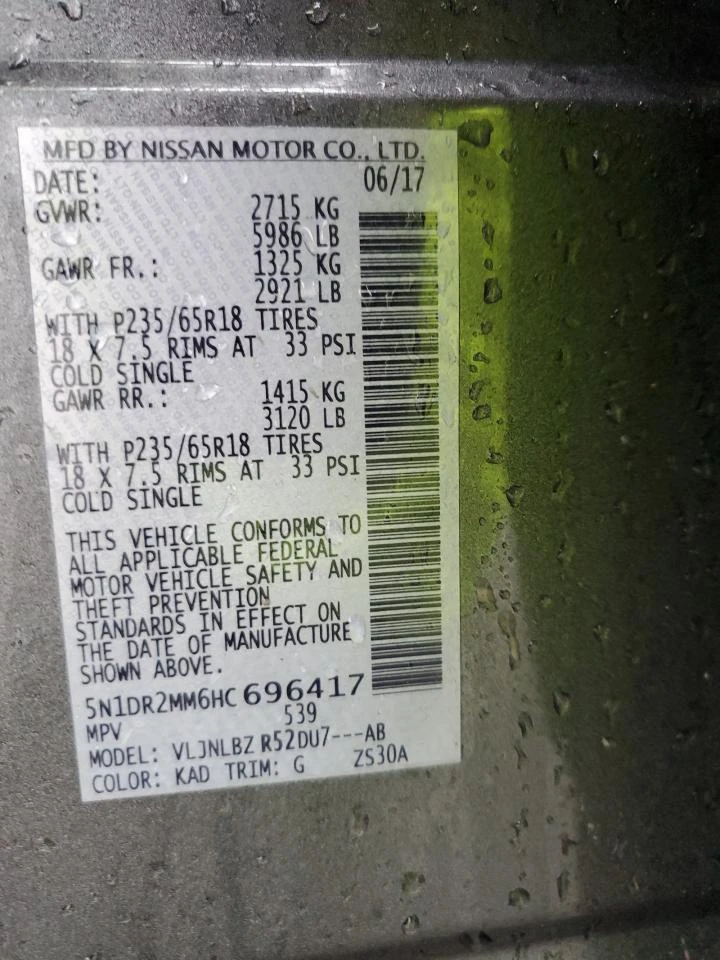 MFD BY NISSAN MOTOR CO., LTD.
DATE: 06/17
GVWR: 2715 KG
5986 LB
GAWR FR.: 1325 KG
2921 LB
WITH P235/65R18 TIRES
18 X 7.5 RIMS AT 33 PSI
COLD SINGLE
GAWR RR.: 1415 KG
3120 LB
WITH P235/65R18 TIRES
18 X 7.5 RIMS AT 33 PSI
COLD SINGLE
THIS VEHICLE CONFORMS TO
ALL APPLICABLE FEDERAL
MOTOR VEHICLE SAFETY AND
THEFT PREVENTION
STANDARDS IN EFFECT ON
THE DATE OF MANUFACTURE
SHOWN ABOVE.
5N1DR2MM6HC 696417
MPV 539
MODEL: VLJNLBZ R52DU7---AB
COLOR: KAD TRIM: G ZS30A